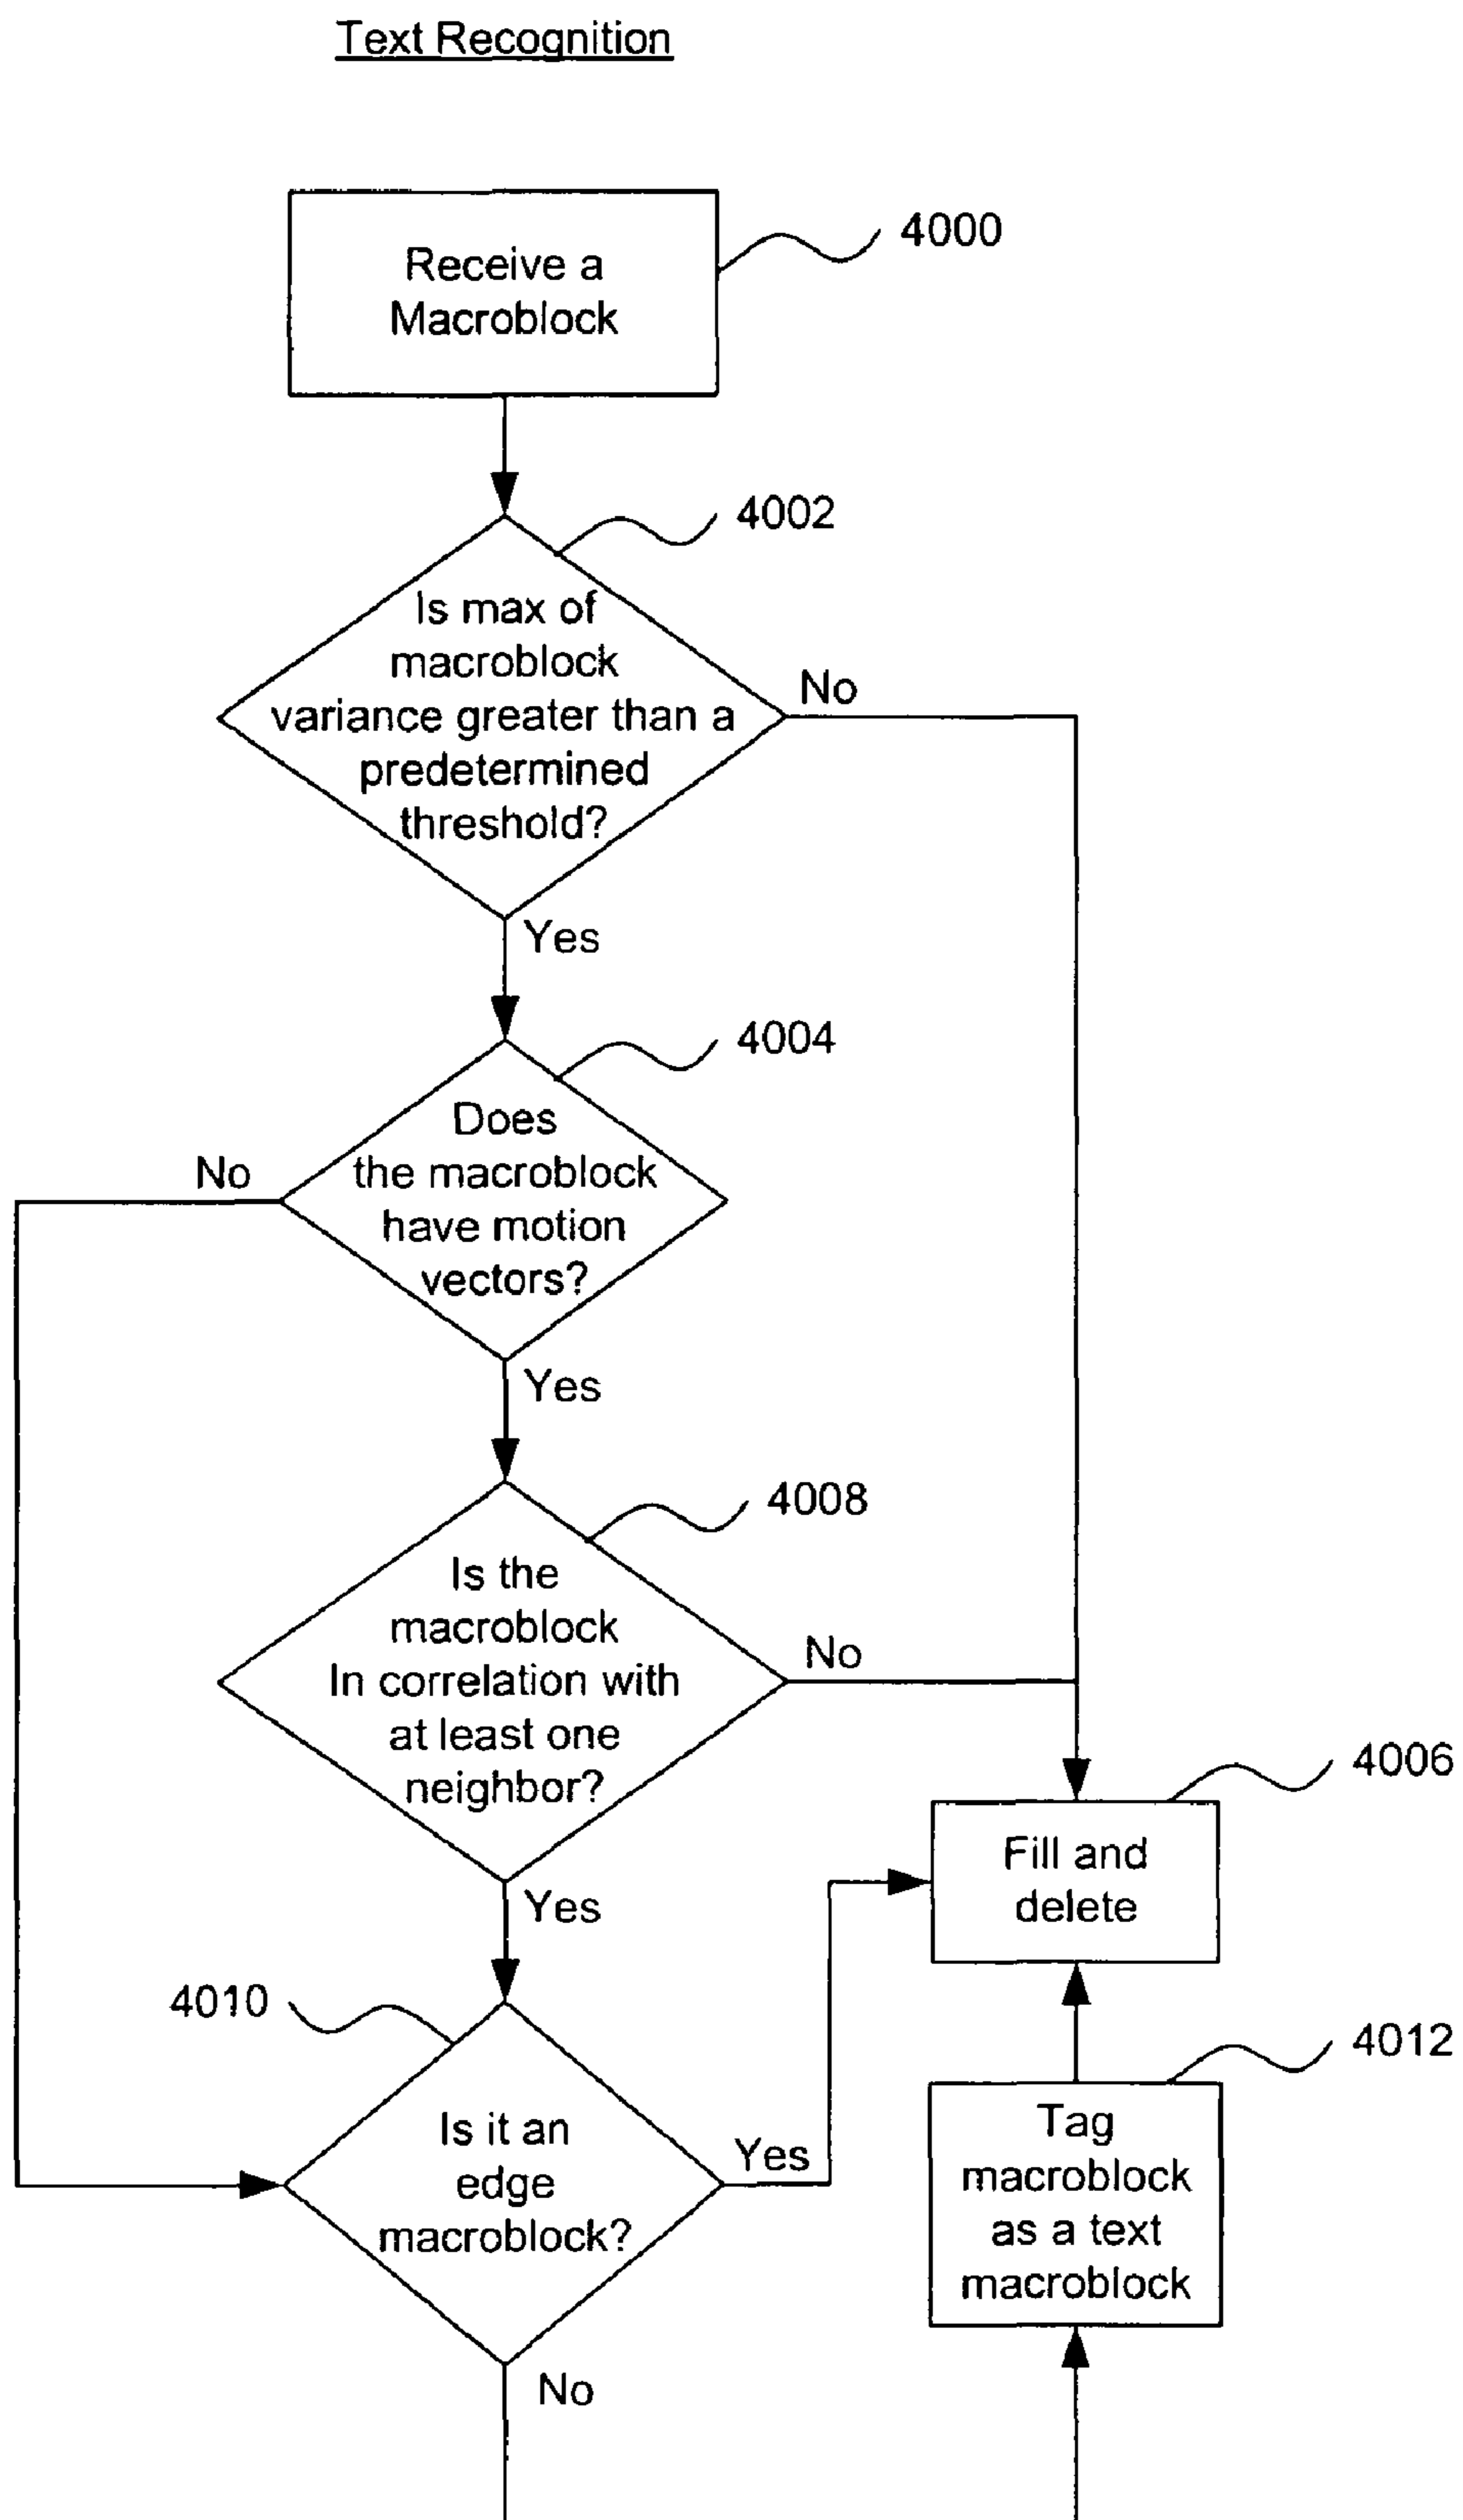 Text Recognition
Receive a
Macroblock
4000
4002
Is max of
macroblock
variance greater than a
predetermined
threshold?
No
Yes
4004
Does
the macroblock
have motion
vectors?
No
Yes
4008
Is the
macroblock
In correlation with
at least one
neighbor?
No
Yes
4006
Fill and
delete
4010
Is it an
edge
macroblock?
Yes
No
4012
Tag
macroblock
as a text
macroblock